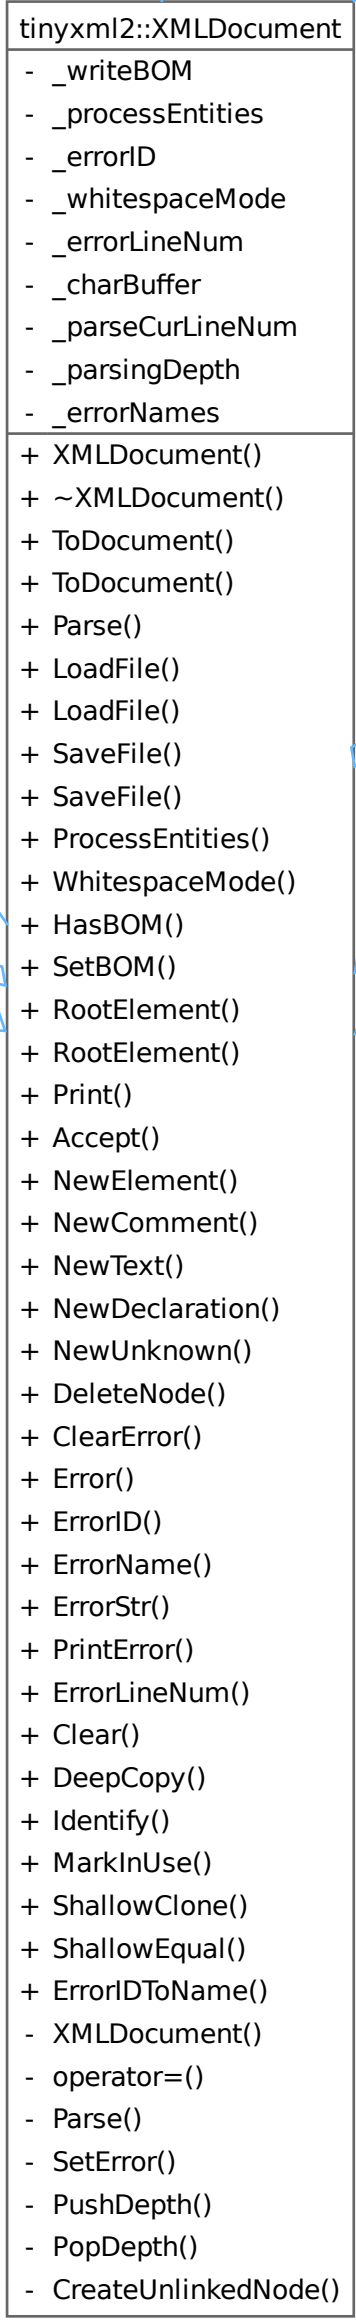 tinyxml2::XMLDocument
- _writeBOM
- _processEntities
- _errorID
- _whitespaceMode
- _errorLineNum
- _charBuffer
- _parseCurLineNum
- _parsingDepth
- _errorNames
+ XMLDocument()
+ ~XMLDocument()
+ ToDocument()
+ ToDocument()
+ Parse()
+ LoadFile()
+ LoadFile()
+ SaveFile()
+ SaveFile()
+ ProcessEntities()
+ WhitespaceMode()
+ HasBOM()
+ SetBOM()
+ RootElement()
+ RootElement()
+ Print()
+ Accept()
+ NewElement()
+ NewComment()
+ NewText()
+ NewDeclaration()
+ NewUnknown()
+ DeleteNode()
+ ClearError()
+ Error()
+ ErrorID()
+ ErrorName()
+ ErrorStr()
+ PrintError()
+ ErrorLineNum()
+ Clear()
+ DeepCopy()
+ Identify()
+ MarkInUse()
+ ShallowClone()
+ ShallowEqual()
+ ErrorIDToName()
- XMLDocument()
- operator=()
- Parse()
- SetError()
- PushDepth()
- PopDepth()
- CreateUnlinkedNode()